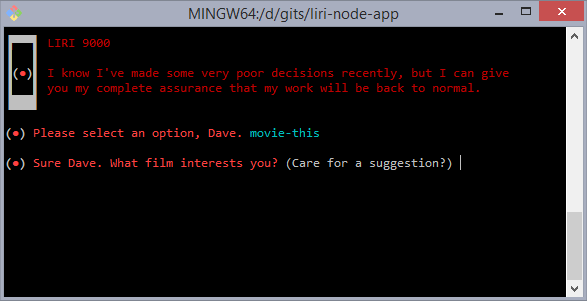 MINGW64:/d/gits/liri-node-app
LIRI 9000
(●) I know I've made some very poor decisions recently, but I can give
you my complete assurance that my work will be back to normal.
(●) Please select an option, Dave. movie-this
(●) Sure Dave. What film interests you? (Care for a suggestion?)